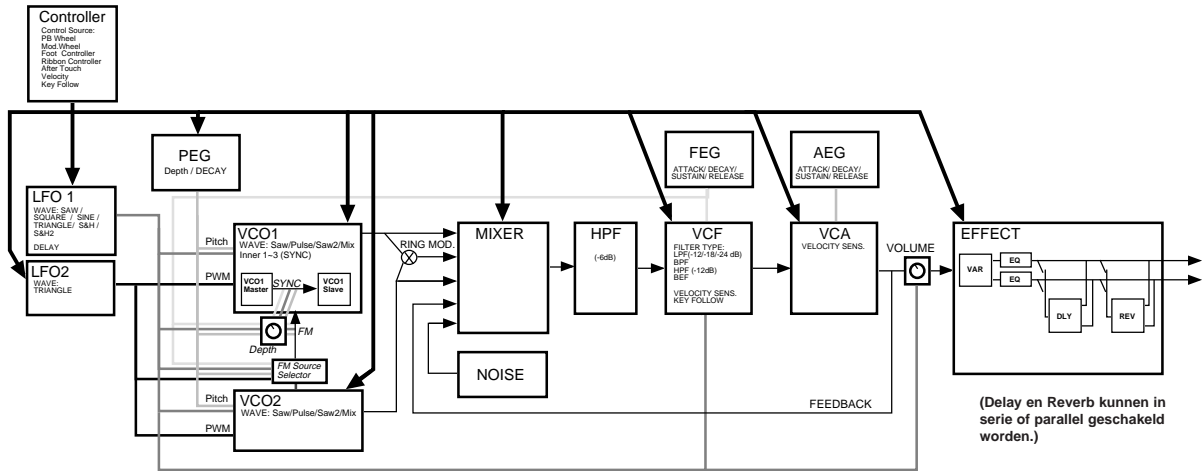 Controller
Control Source:
PB Wheel
Mod.Wheel
Foot Controller
Ribbon Controller
After Touch
Velocity
Key Follow
PEG
Depth / DECAY
FEG
ATTACK/ DECAY/
SUSTAIN/ RELEASE
AEG
ATTACK/ DECAY/
SUSTAIN/ RELEASE
LFO 1
WAVE: SAW /
SQUARE / SINE /
TRIANGLE/ S&H /
S&H2
DELAY
LFO2
WAVE:
TRIANGLE
Pitch
PWM
VCO1
WAVE: Saw/Pulse/Saw2/Mix
Inner 1~3 (SYNC)
VCO1
Master
SYNC
VCO1
Slave
FM
Depth
FM Source
Selector
Pitch
PWM
VCO2
WAVE: Saw/Pulse/Saw2/Mix
RING MOD.
MIXER
NOISE
HPF
(-6dB)
VCF
FILTER TYPE:
LPF(-12/-18/-24 dB)
BPF
HPF (-12dB)
BEF
VELOCITY SENS.
KEY FOLLOW
VCA
VELOCITY SENS.
VOLUME
FEEDBACK
EFFECT
VAR
EQ
EQ
DLY
REV
(Delay en Reverb kunnen in
serie of parallel geschakeld
worden.)